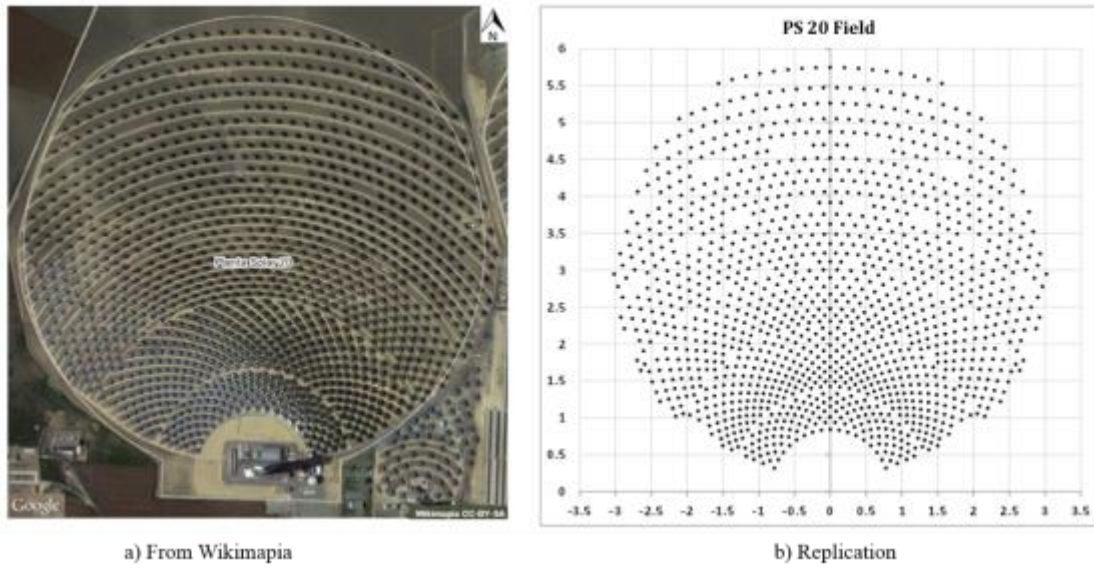 N
Planta Solar 20
Google
Wikimapia CC-BY-SA
a) From Wikimapia
PS 20 Field
6
5.5
5
4.5
4
3.5
3
2.5
2
1.5
1
0.5
0
-3.5 -3 -2.5 -2 -1.5 -1 -0.5 0 0.5 1 1.5 2 2.5 3 3.5
b) Replication